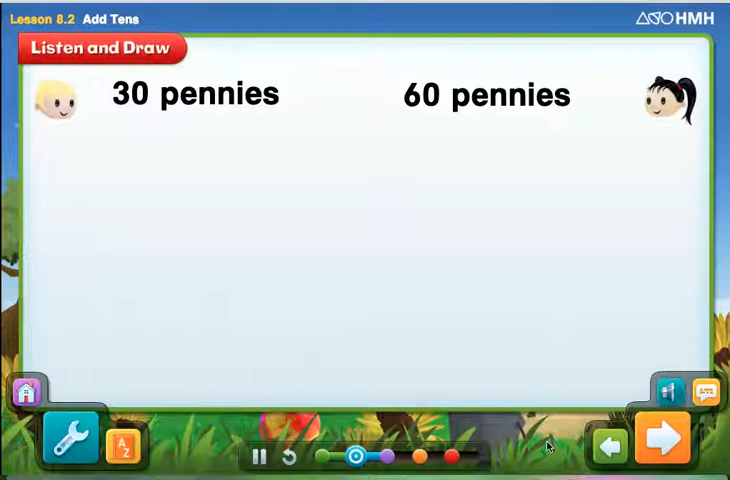 Lesson 8.2 Add Tens
HMH
Listen and Draw
30 pennies
60 pennies
A
Z